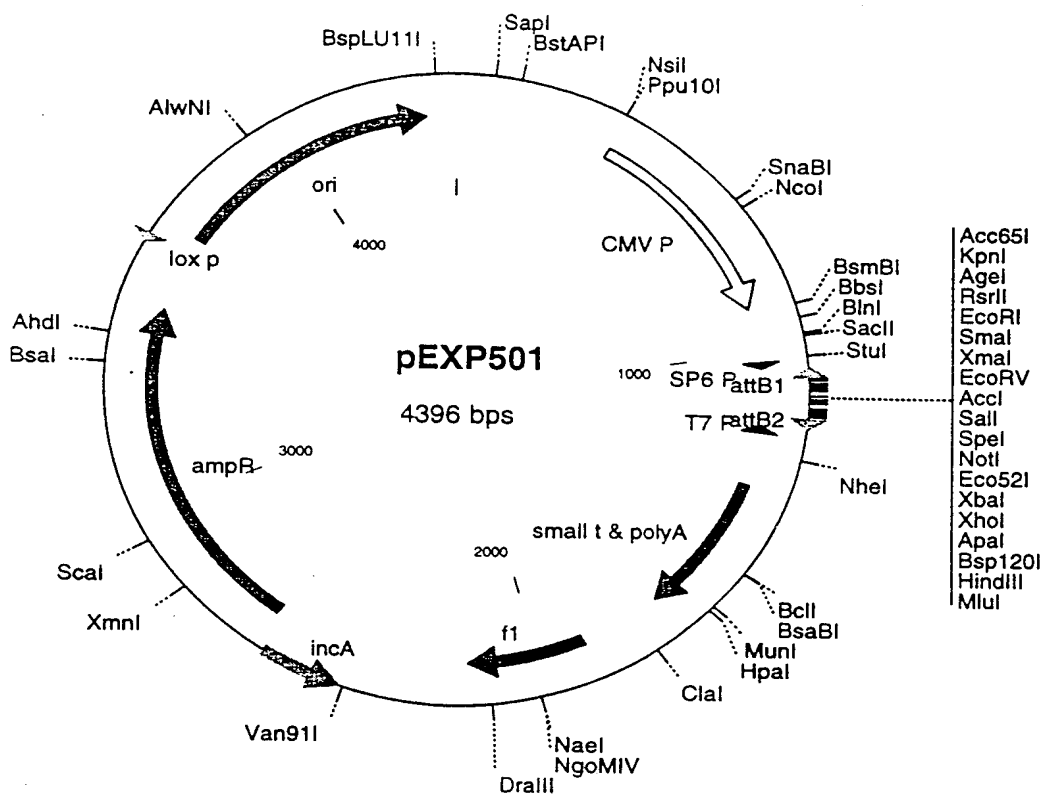 SapI
BspLU11I
BstAPI
NsiI
Ppu10I
AlwNI
SnaBI
NcoI
ori
I
4000
CMV P
lox p
Acc65I
KpnI
AgeI
RsrII
EcoRI
SmaI
XmaI
EcoRV
AccI
SalI
SpeI
NotI
Eco52I
XbaI
XhoI
ApaI
Bsp120I
HindIII
MluI
BsmBI
BbsI
BlnI
SacII
StuI
AhdI
BsaI
pEXP501
4396 bps
1000
SP6 P
attB1
T7 P
attB2
ampR
3000
NheI
small t & polyA
2000
ScaI
XmnI
BclI
BsaBI
MunI
HpaI
f1
incA
ClaI
Van91I
NaeI
NgoMIV
DraIII